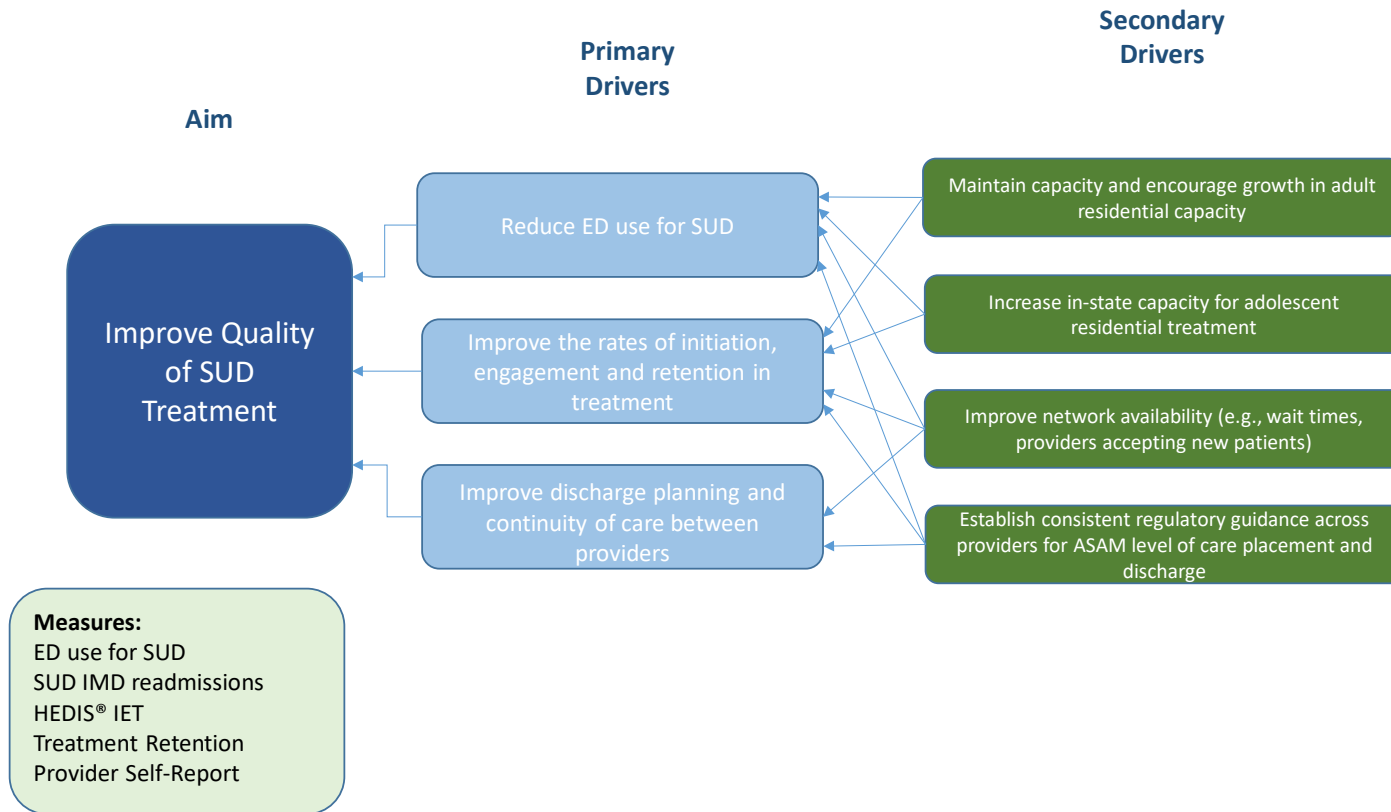 Secondary
Drivers
Primary
Drivers
Aim
Maintain capacity and encourage growth in adult
residential capacity
Reduce ED use for SUD
Increase in-state capacity for adolescent
residential treatment
Improve Quality
of SUD
Treatment
Improve the rates of initiation,
engagement and retention in
treatment
Improve network availability (e.g., wait times,
providers accepting new patients)
Improve discharge planning and
continuity of care between
providers
Establish consistent regulatory guidance across
providers for ASAM level of care placement and
discharge
Measures:
ED use for SUD
SUD IMD readmissions
HEDIS® IET
Treatment Retention
Provider Self-Report